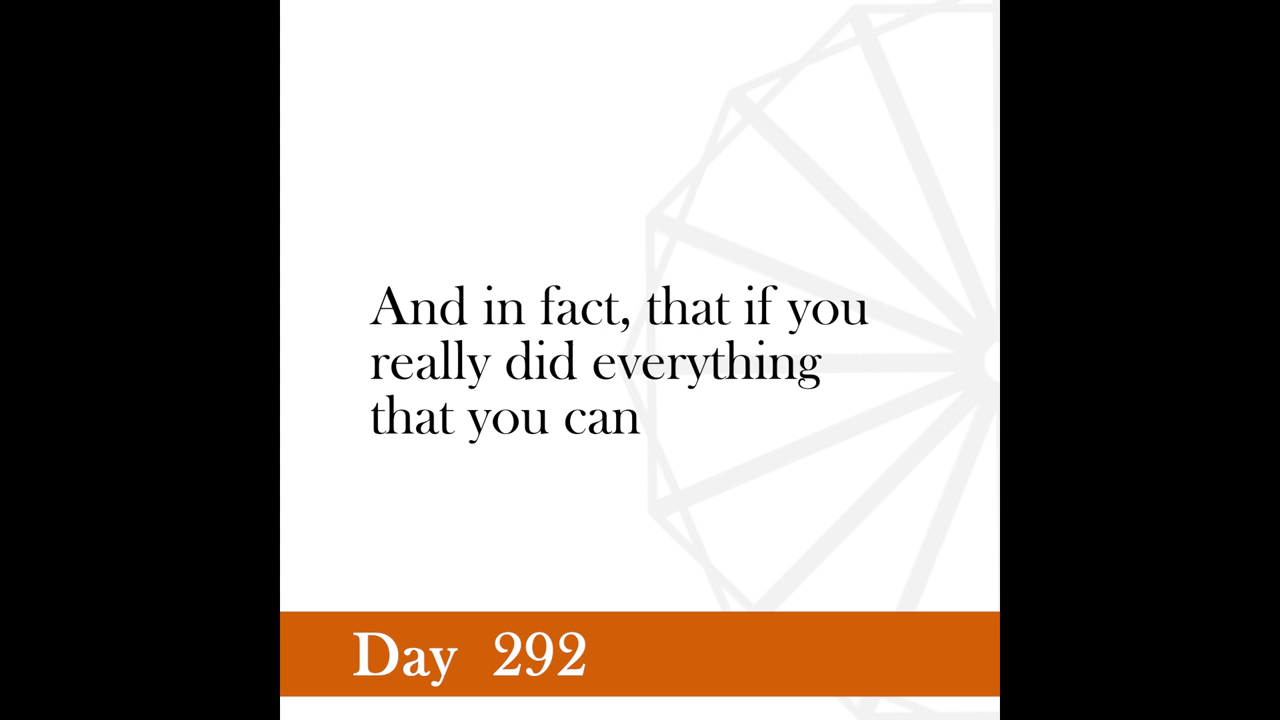 And in fact, that if you
really did everything
that you can
Day 292